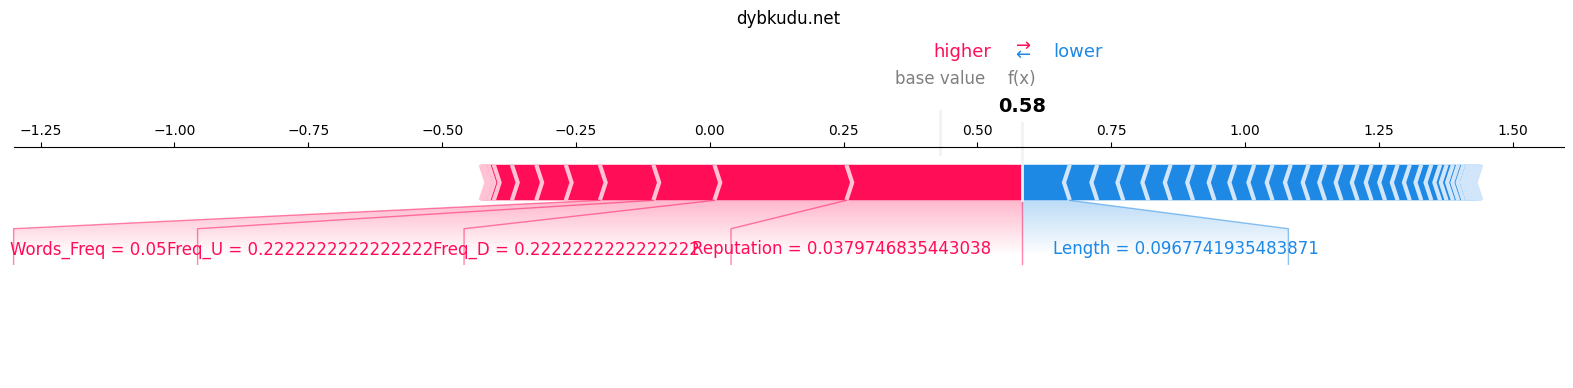 dybkudu.net
higher ⇄ lower
base value f(x)
0.58
−1.25 −1.00 −0.75 −0.50 −0.25 0.00 0.25 0.50 0.75 1.00 1.25 1.50
Words_Freq = 0.05 Freq_U = 0.2222222222222222 Freq_D = 0.2222222222222222 Reputation = 0.0379746835443038 Length = 0.0967741935483871